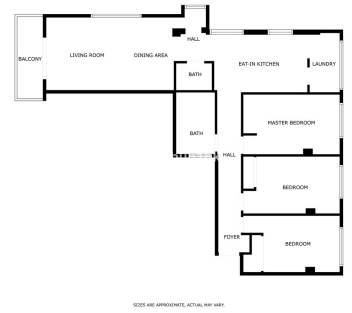 HALL
BALCONY
LIVING ROOM
DINING AREA
EAT-IN KITCHEN
LAUNDRY
BATH
MASTER BEDROOM
BATH
HALL
BEDROOM
FOYER
BEDROOM
SIZES ARE APPROXIMATE, ACTUAL MAY VARY.